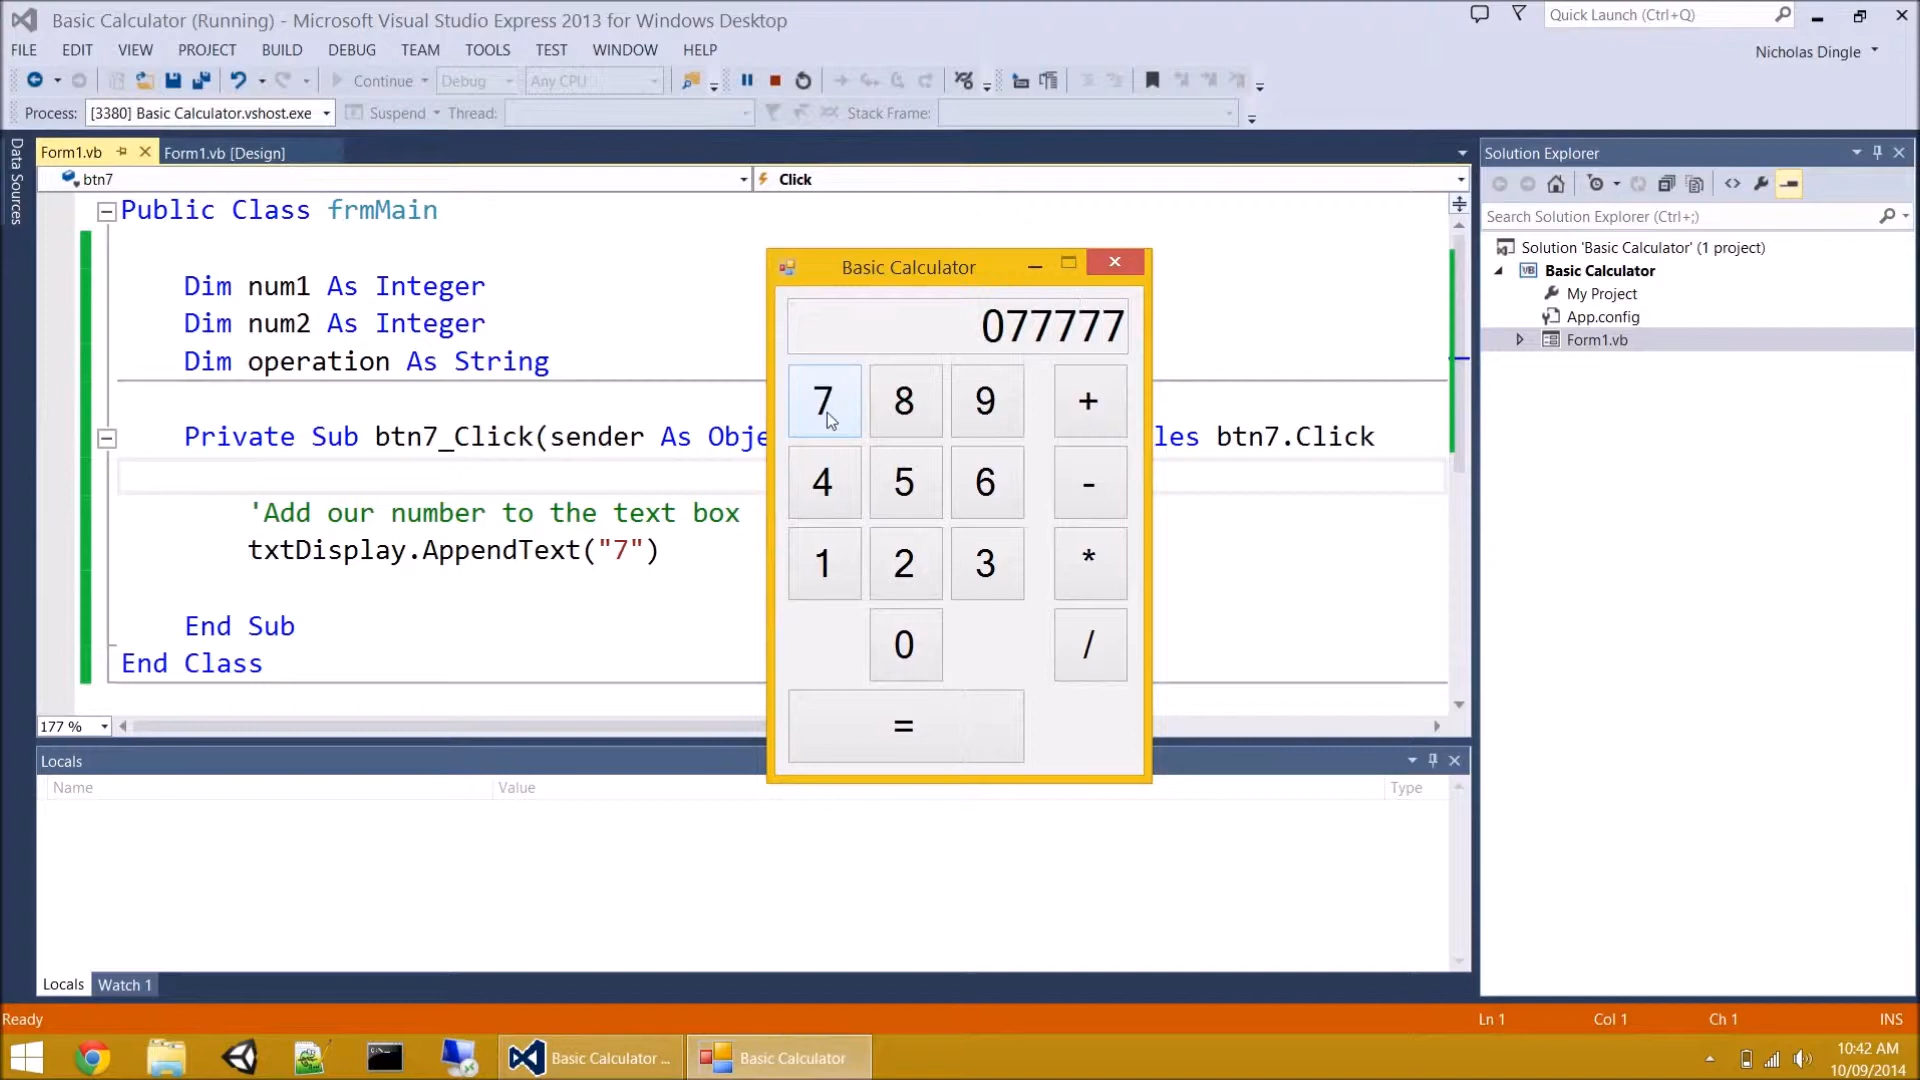 Basic Calculator (Running) - Microsoft Visual Studio Express 2013 for Windows Desktop
Quick Launch (Ctrl+Q)
FILE EDIT VIEW PROJECT BUILD DEBUG TEAM TOOLS TEST WINDOW HELP
Nicholas Dingle
Continue Debug Any CPU
Process: [3380] Basic Calculator.vshost.exe Suspend Thread: Stack Frame:
Data Sources
Form1.vb Form1.vb [Design]
btn7 Click
Public Class frmMain
Dim num1 As Integer
Dim num2 As Integer
Dim operation As String
Private Sub btn7_Click(sender As Obje
les btn7.Click
'Add our number to the text box
txtDisplay.AppendText("7")
End Sub
End Class
177 %
Basic Calculator
077777
7 8 9 +
4 5 6 -
1 2 3 *
0 /
=
Solution Explorer
Search Solution Explorer (Ctrl+;)
Solution 'Basic Calculator' (1 project)
VB Basic Calculator
My Project
App.config
Form1.vb
Locals
Name Value Type
Locals Watch 1
Ready Ln 1 Col 1 Ch 1 INS
Basic Calculator ... Basic Calculator
10:42 AM
10/09/2014